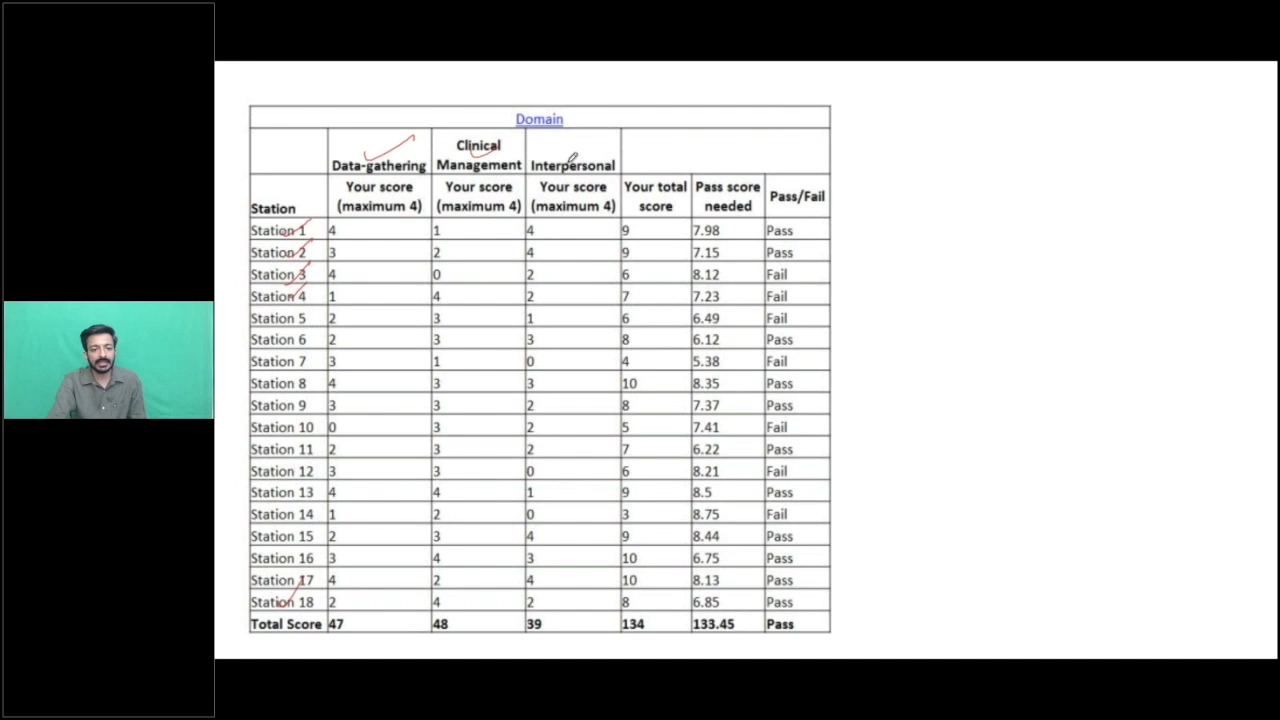 Domain
Data-gathering Clinical Management Interpersonal
Station Your score (maximum 4) Your score (maximum 4) Your score (maximum 4) Your total score Pass score needed Pass/Fail
Station 1 4 1 4 9 7.98 Pass
Station 2 3 2 4 9 7.15 Pass
Station 3 4 0 2 6 8.12 Fail
Station 4 1 4 2 7 7.23 Fail
Station 5 2 3 1 6 6.49 Fail
Station 6 2 3 3 8 6.12 Pass
Station 7 3 1 0 4 5.38 Fail
Station 8 4 3 3 10 8.35 Pass
Station 9 3 3 2 8 7.37 Pass
Station 10 0 3 2 5 7.41 Fail
Station 11 2 3 2 7 6.22 Pass
Station 12 3 3 0 6 8.21 Fail
Station 13 4 4 1 9 8.5 Pass
Station 14 1 2 0 3 8.75 Fail
Station 15 2 3 4 9 8.44 Pass
Station 16 3 4 3 10 6.75 Pass
Station 17 4 2 4 10 8.13 Pass
Station 18 2 4 2 8 6.85 Pass
Total Score 47 48 39 134 133.45 Pass